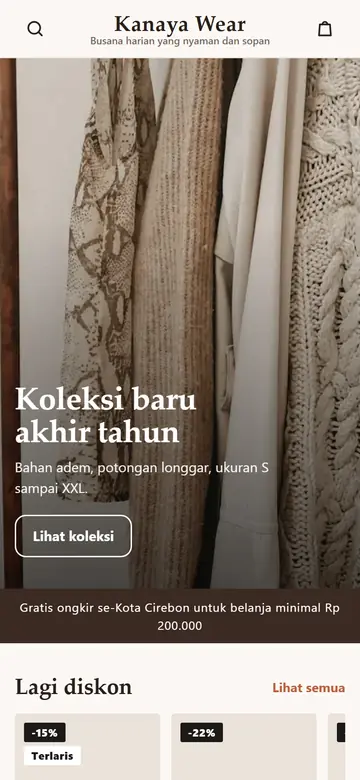 Kanaya Wear
Busana harian yang nyaman dan sopan
Koleksi baru
akhir tahun
Bahan adem, potongan longgar, ukuran S
sampai XXL.
Lihat koleksi
Gratis ongkir se-Kota Cirebon untuk belanja minimal Rp
200.000
Lagi diskon
Lihat semua
-15%
-22%
Terlaris